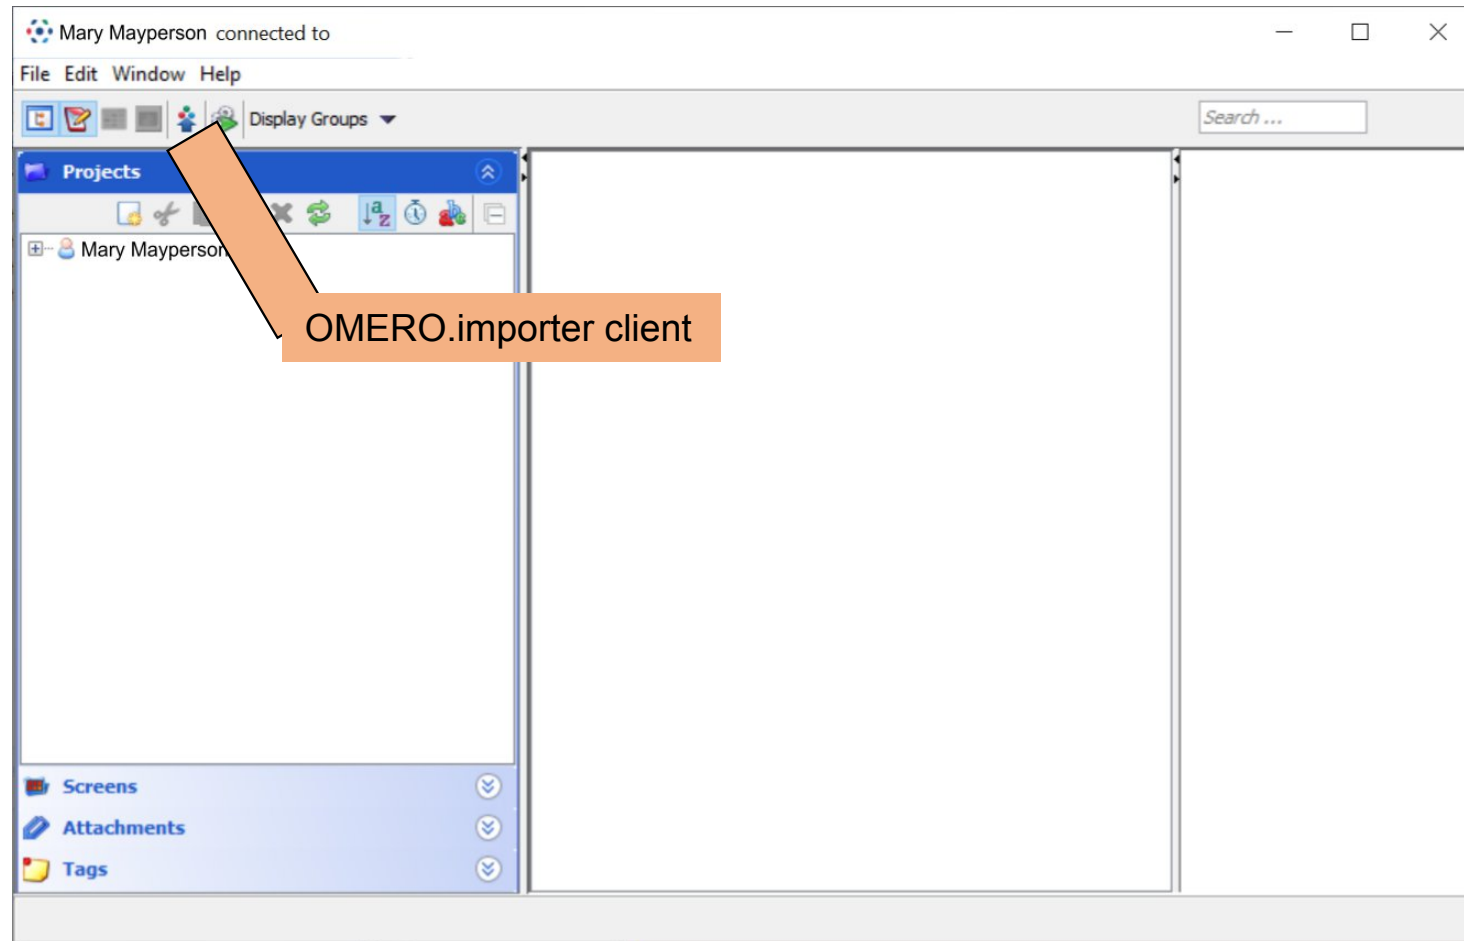 Mary Mayperson connected to
File Edit Window Help
Display Groups
Search ...
Projects
Mary Mayperson
OMERO.importer client
Screens
Attachments
Tags